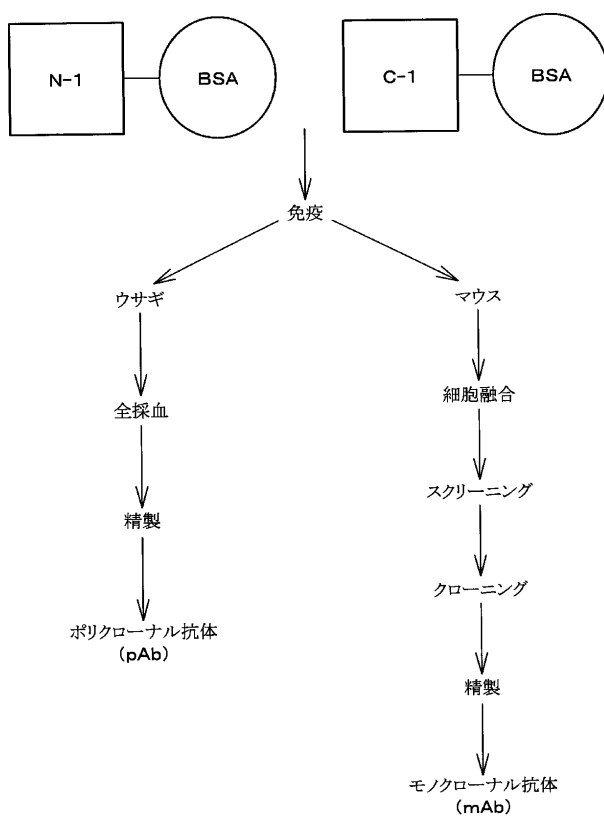 N-1
BSA
C-1
BSA
免疫
ウサギ
マウス
全採血
細胞融合
精製
スクリーニング
クローニング
ポリクローナル抗体
(pAb)
精製
モノクローナル抗体
(mAb)